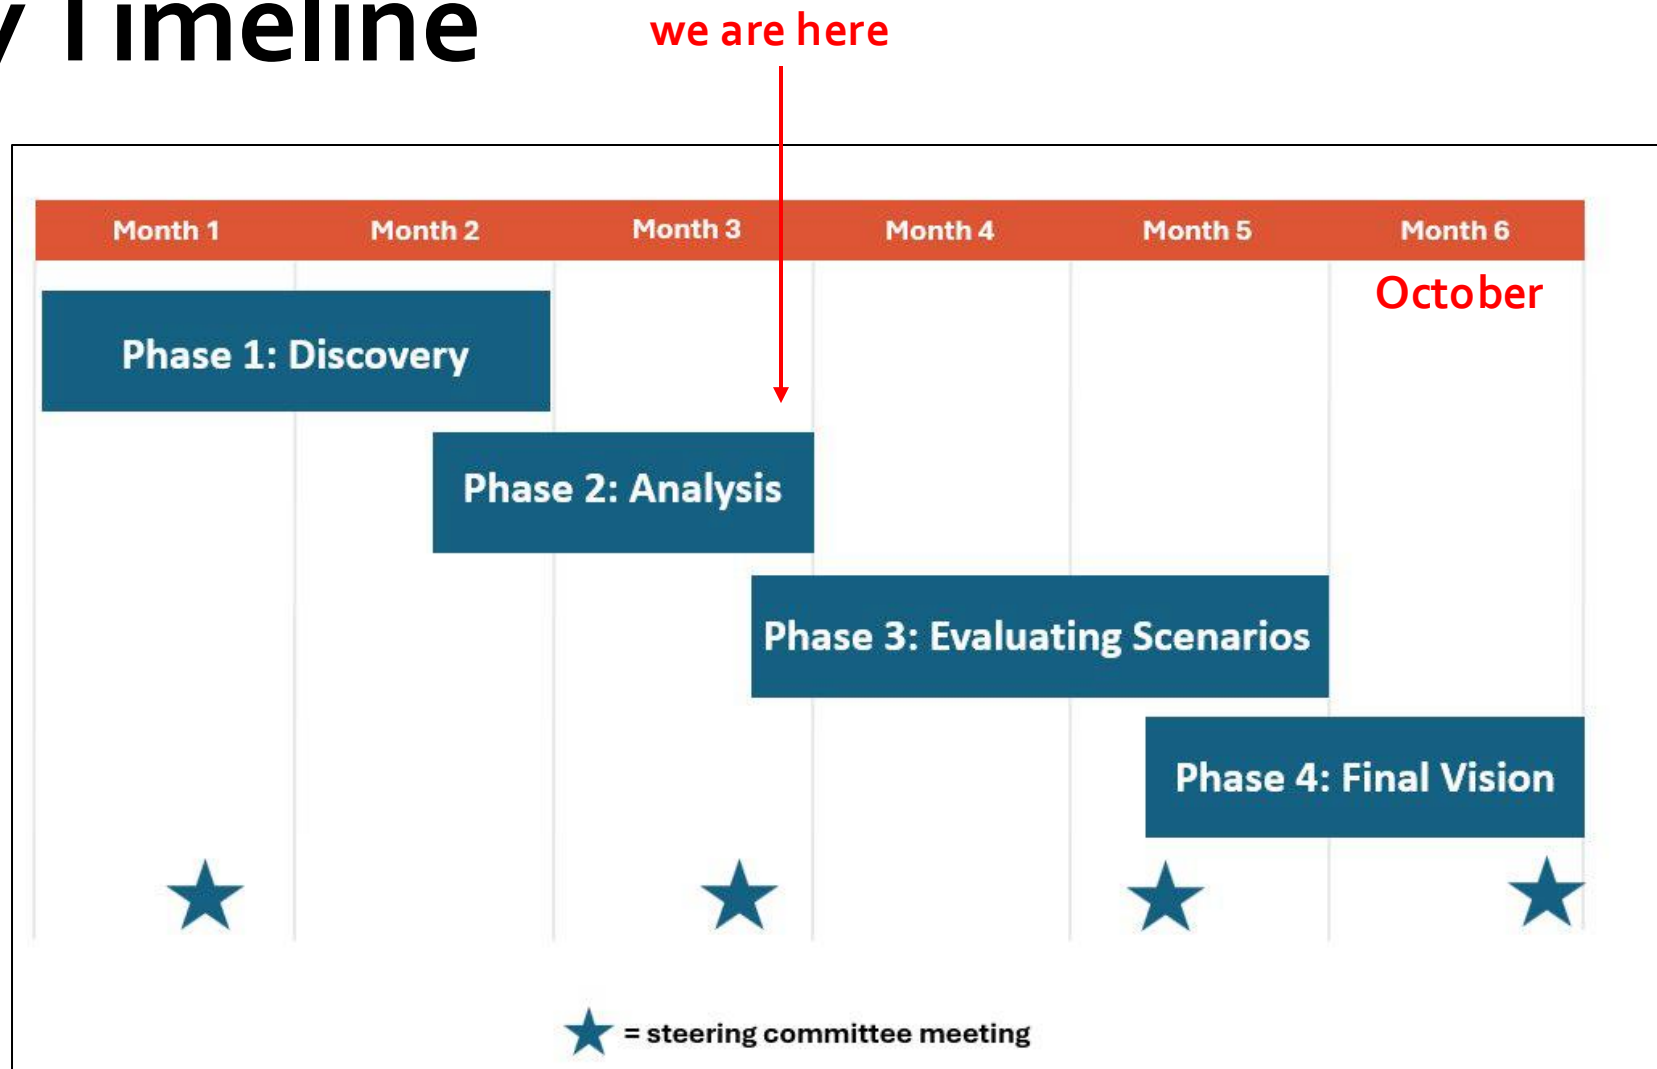 Timeline
we are here
Month 1 Month 2 Month 3 Month 4 Month 5 Month 6
October
Phase 1: Discovery
Phase 2: Analysis
Phase 3: Evaluating Scenarios
Phase 4: Final Vision
= steering committee meeting